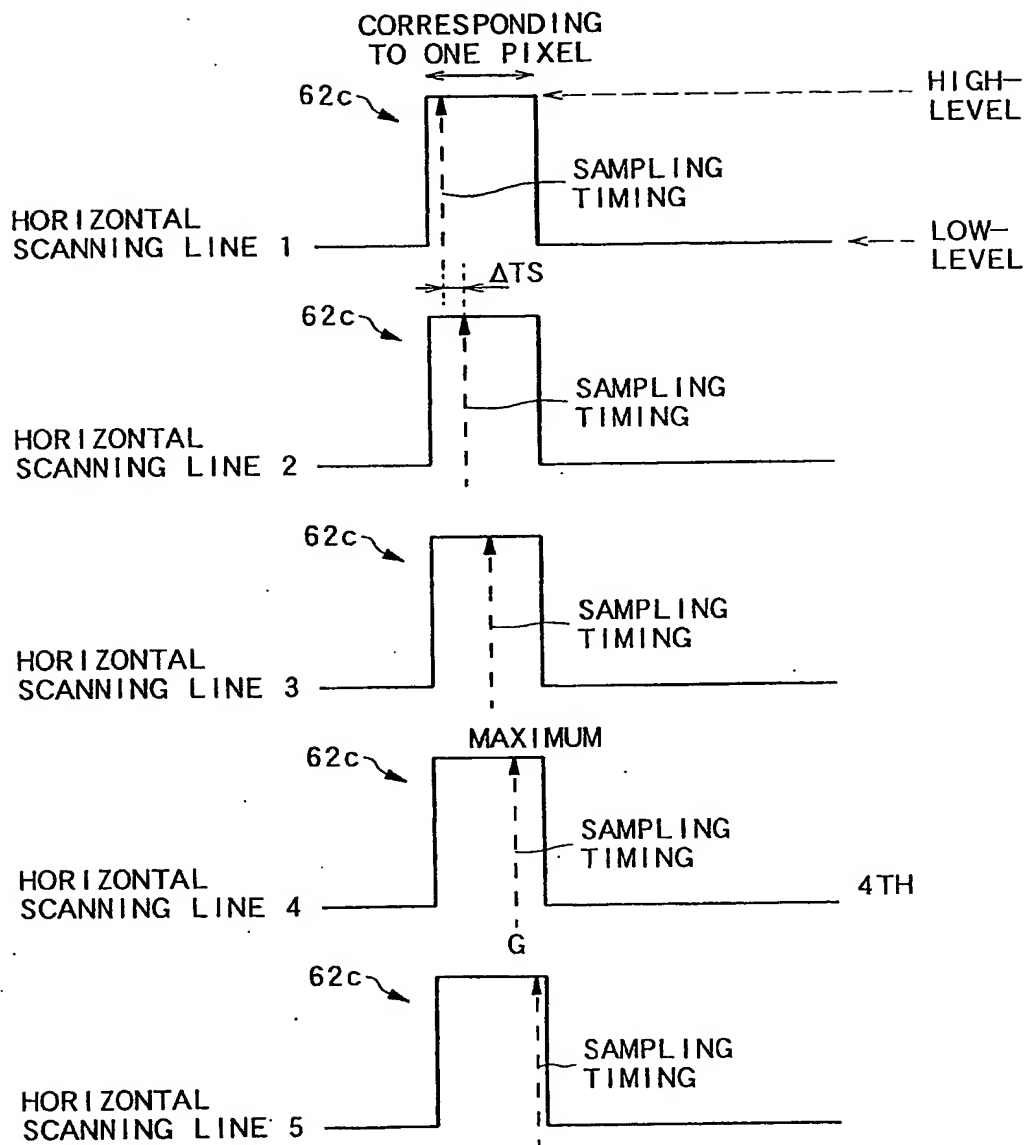 CORRESPONDING
TO ONE PIXEL
62c
HIGH-
LEVEL
SAMPLING
TIMING
HORIZONTAL
SCANNING LINE 1
LOW-
LEVEL
ΔTS
62c
SAMPLING
TIMING
HORIZONTAL
SCANNING LINE 2
62c
SAMPLING
TIMING
HORIZONTAL
SCANNING LINE 3
MAXIMUM
62c
SAMPLING
TIMING
HORIZONTAL
SCANNING LINE 4
4TH
G
62c
SAMPLING
TIMING
HORIZONTAL
SCANNING LINE 5